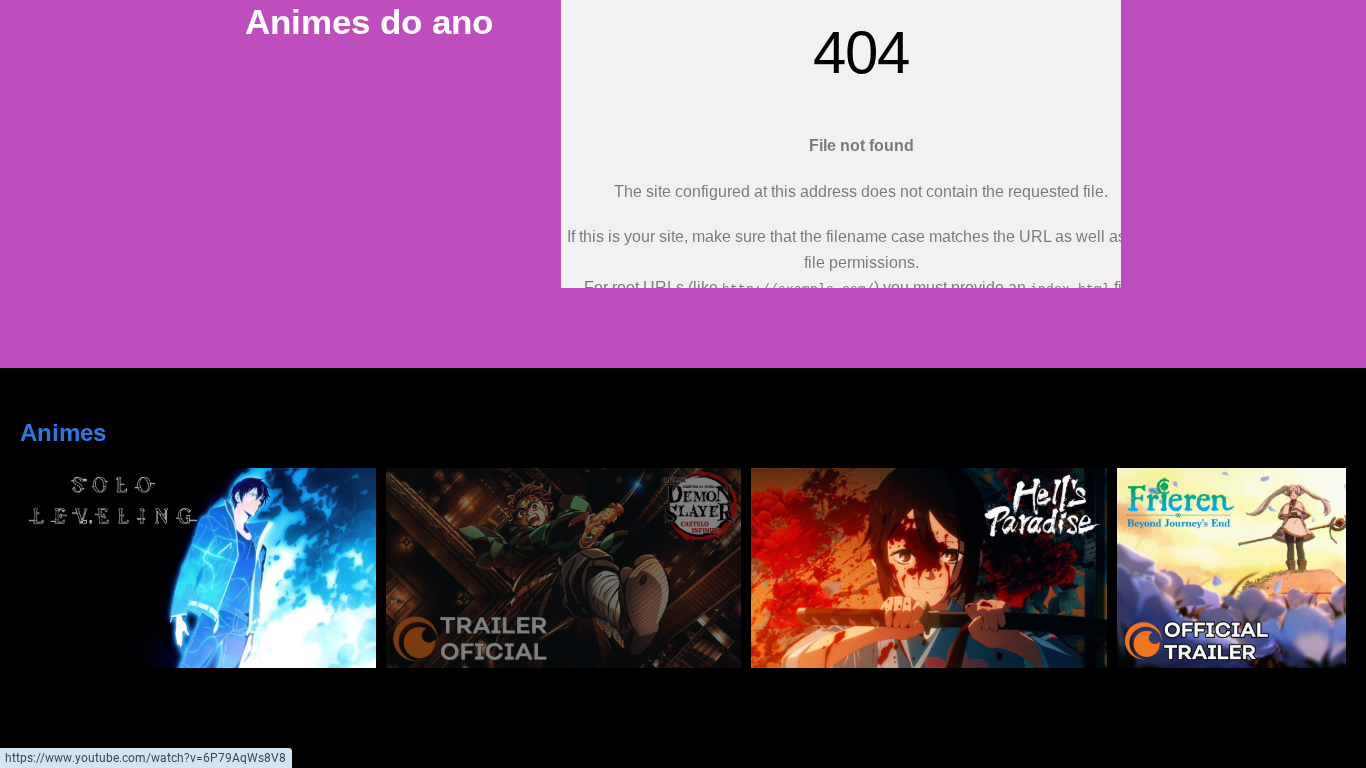 Animes do ano
404
File not found
The site configured at this address does not contain the requested file.
If this is your site, make sure that the filename case matches the URL as well as
file permissions.
For root URLs (like http://example.com/) you must provide an index.html fi
Animes
SOLO
LEVELING
DEMON
SLAYER
CASTELO
INFINITO
TRAILER
OFICIAL
Hell's
Paradise
Frieren
Beyond Journey's End
OFFICIAL
TRAILER
https://www.youtube.com/watch?v=6P79AqWs8V8